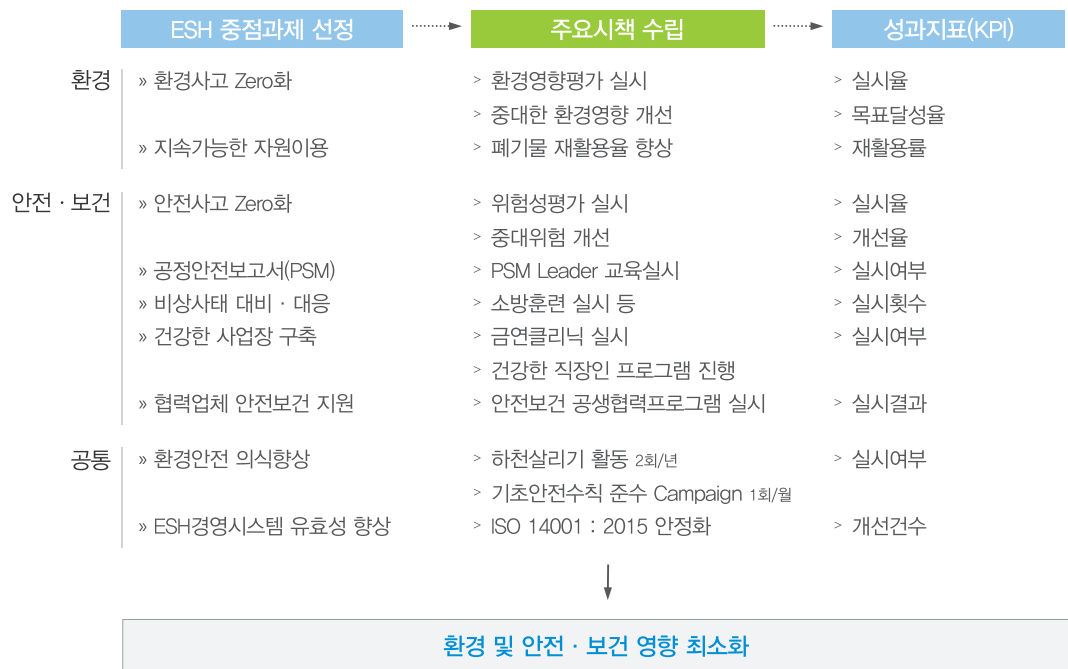 ESH 중점과제 선정 주요시책 수립 성과지표(KPI)
환경 » 환경사고 Zero화 > 환경영향평가 실시 > 실시율
> 중대한 환경영향 개선 > 목표달성율
» 지속가능한 자원이용 > 폐기물 재활용율 향상 > 재활용률
안전 · 보건 » 안전사고 Zero화 > 위험성평가 실시 > 실시율
> 중대위험 개선 > 개선율
» 공정안전보고서(PSM) > PSM Leader 교육실시 > 실시여부
» 비상사태 대비 · 대응 > 소방훈련 실시 등 > 실시횟수
» 건강한 사업장 구축 > 금연클리닉 실시 > 실시여부
> 건강한 직장인 프로그램 진행
» 협력업체 안전보건 지원 > 안전보건 공생협력프로그램 실시 > 실시결과
공통 » 환경안전 의식향상 > 하천살리기 활동 2회/년 > 실시여부
> 기초안전수칙 준수 Campaign 1회/월
» ESH경영시스템 유효성 향상 > ISO 14001 : 2015 안정화 > 개선건수
환경 및 안전 · 보건 영향 최소화